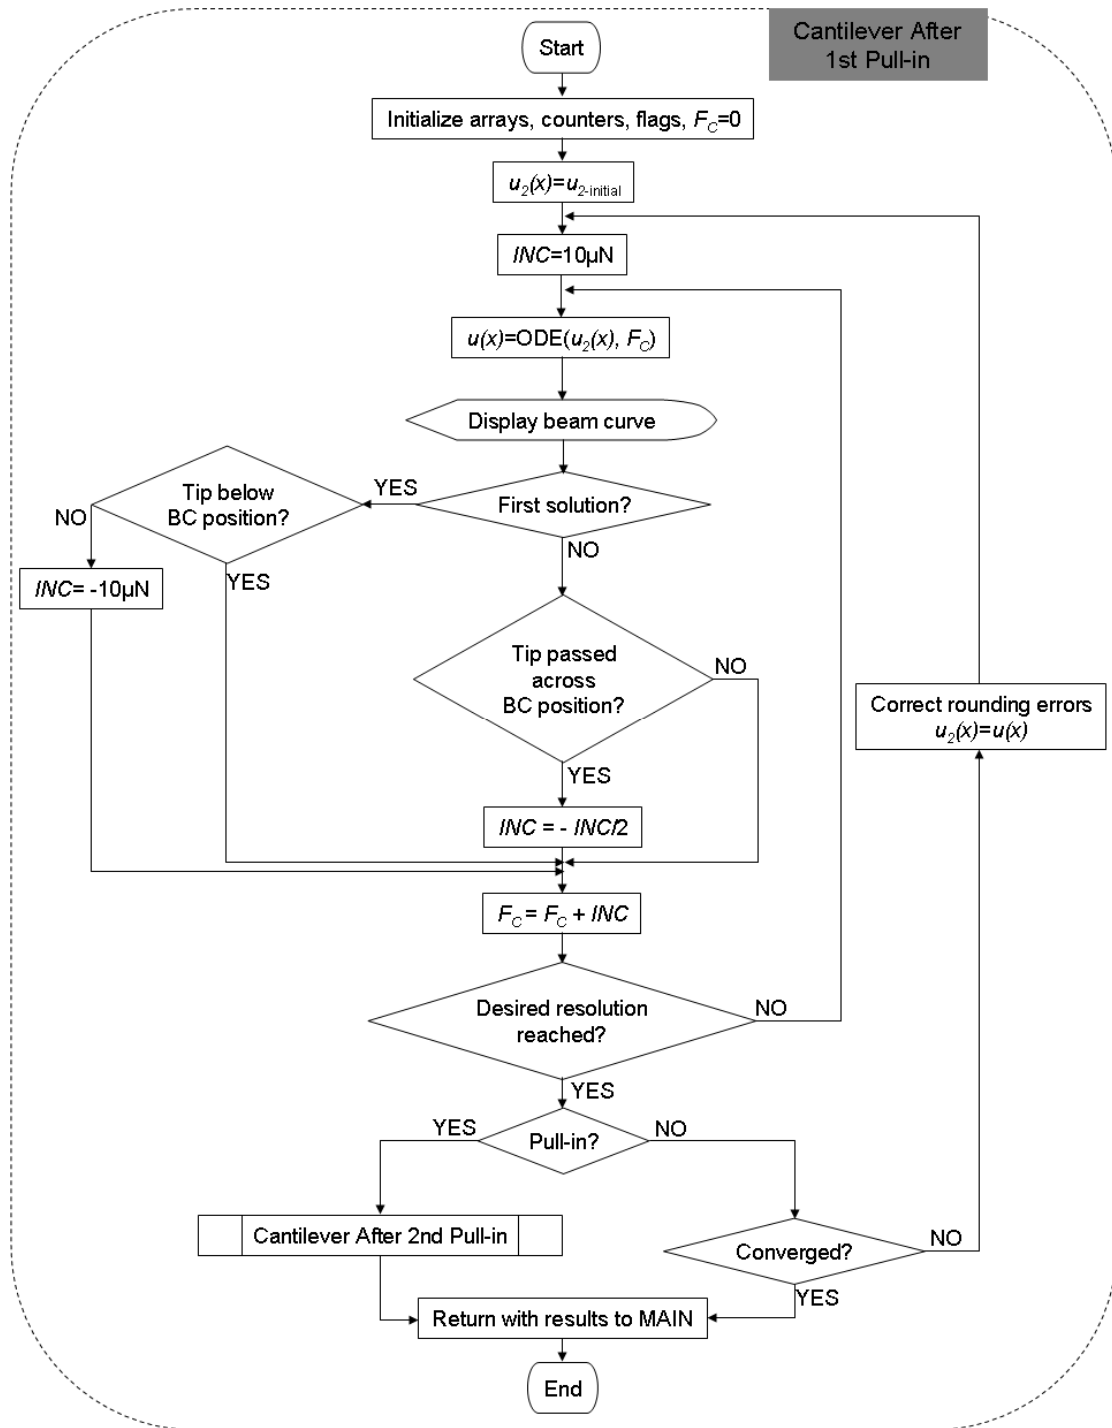 Cantilever After
1st Pull-in
Start
Initialize arrays, counters, flags, F_C=0
u_2(x)=u_2-initial
INC=10µN
u(x)=ODE(u_2(x), F_C)
Display beam curve
First solution?
YES
NO
Tip below
BC position?
NO
YES
INC= -10µN
Tip passed
across
BC position?
NO
YES
INC = - INC/2
Correct rounding errors
u_2(x)=u(x)
F_C = F_C + INC
Desired resolution
reached?
NO
YES
Pull-in?
YES
NO
Cantilever After 2nd Pull-in
Converged?
NO
YES
Return with results to MAIN
End